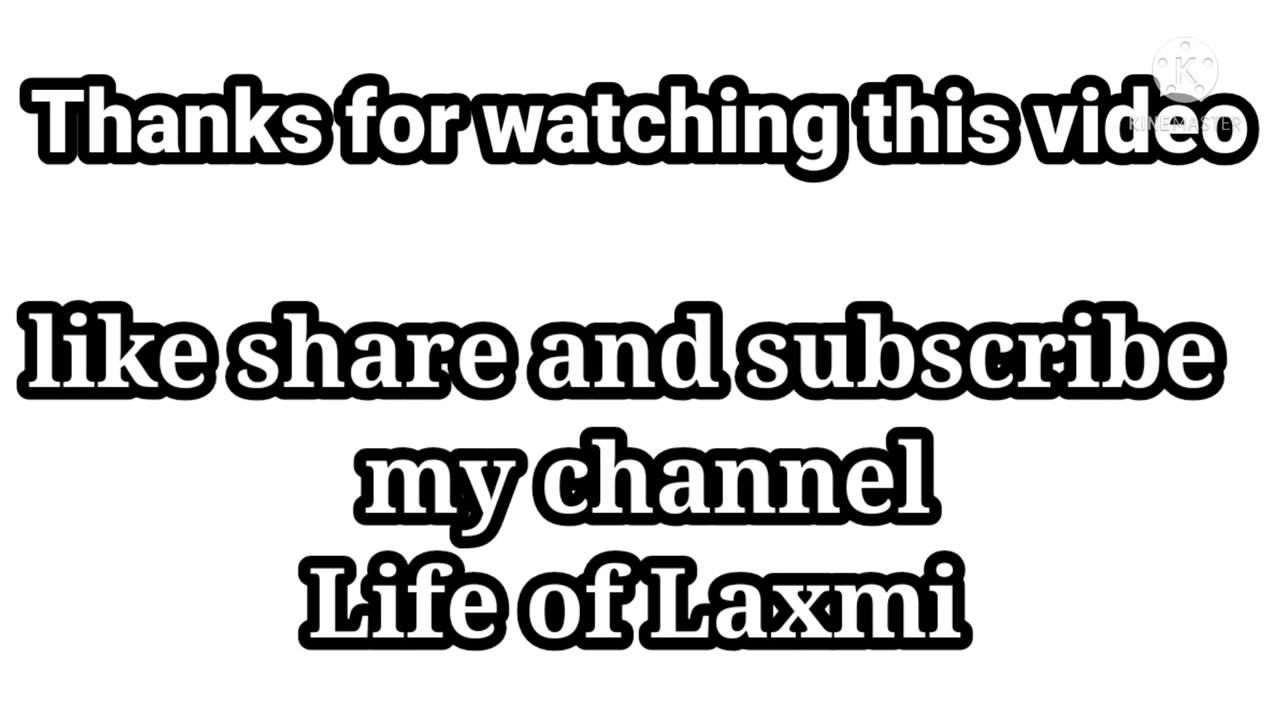 Thanks for watching this video
KINEMASTER
like share and subscribe
my channel
Life of Laxmi